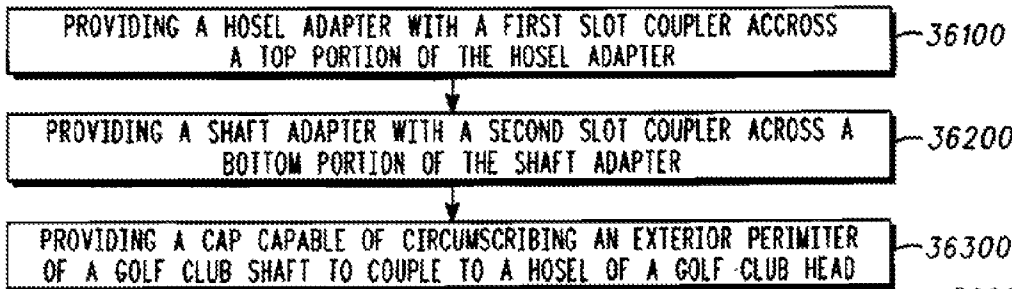 PROVIDING A HOSEL ADAPTER WITH A FIRST SLOT COUPLER ACCROSS
A TOP PORTION OF THE HOSEL ADAPTER
36100
PROVIDING A SHAFT ADAPTER WITH A SECOND SLOT COUPLER ACROSS A
BOTTOM PORTION OF THE SHAFT ADAPTER
36200
PROVIDING A CAP CAPABLE OF CIRCUMSCRIBING AN EXTERIOR PERIMITER
OF A GOLF CLUB SHAFT TO COUPLE TO A HOSEL OF A GOLF CLUB HEAD
36300